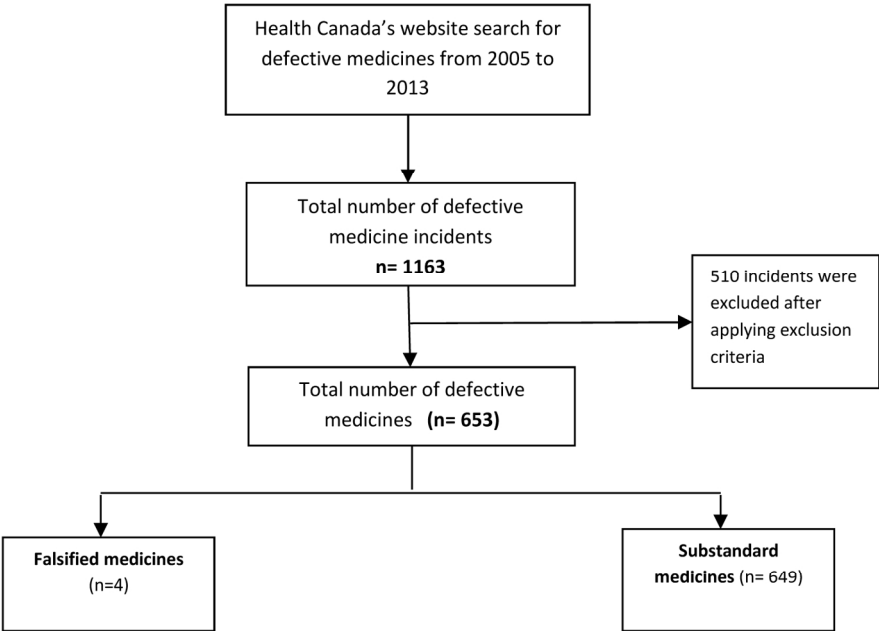 Health Canada's website search for
defective medicines from 2005 to
2013
Total number of defective
medicine incidents
n= 1163
510 incidents were
excluded after
applying exclusion
criteria
Total number of defective
medicines (n= 653)
Falsified medicines
(n=4)
Substandard
medicines (n= 649)